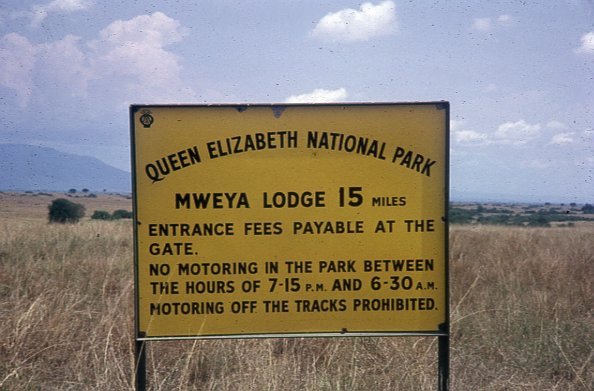 QUEEN ELIZABETH NATIONAL PARK
MWEYA LODGE 15 MILES
ENTRANCE FEES PAYABLE AT THE
GATE.
NO MOTORING IN THE PARK BETWEEN
THE HOURS OF 7-15 P.M. AND 6-30 A.M.
MOTORING OFF THE TRACKS PROHIBITED.